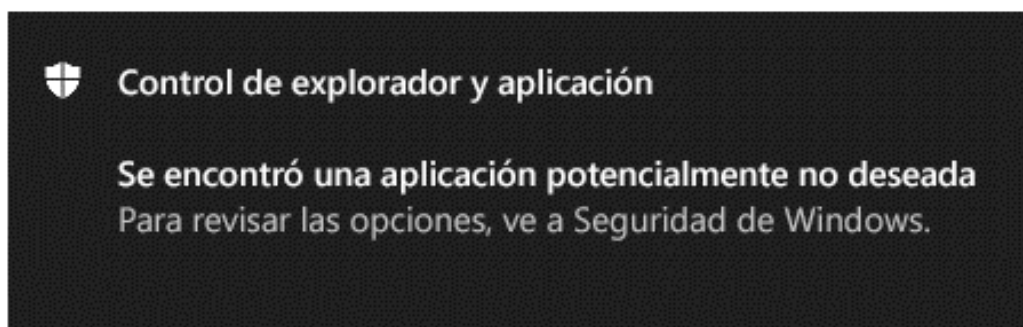 Control de explorador y aplicación
Se encontró una aplicación potencialmente no deseada
Para revisar las opciones, ve a Seguridad de Windows.